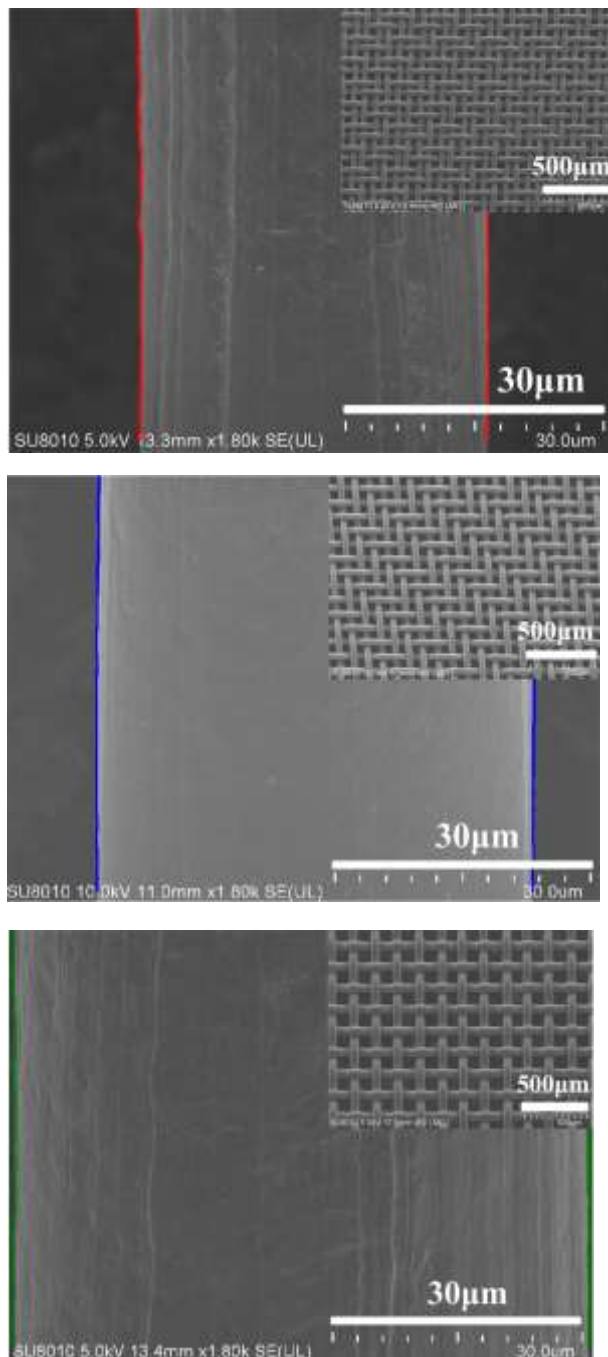 500μm
30μm
SU8010 5.0kV 13.3mm x1.80k SE(UL) 30.0um
500μm
30μm
SU8010 10.0kV 11.0mm x1.80k SE(UL) 30.0um
500μm
30μm
SU8010 5.0kV 13.4mm x1.80k SE(UL) 30.0um